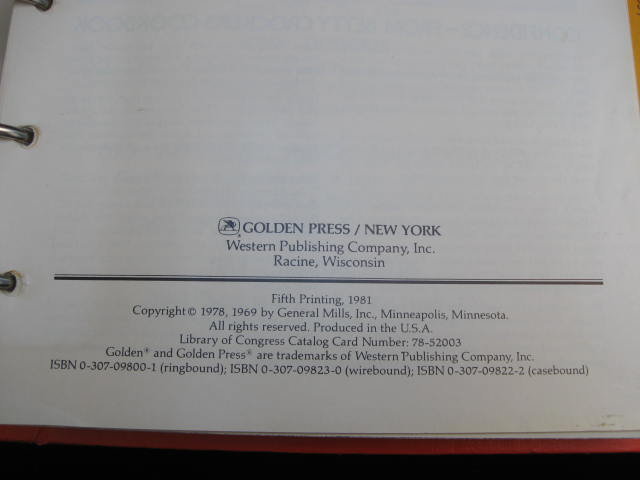 GOLDEN PRESS / NEW YORK
Western Publishing Company, Inc.
Racine, Wisconsin
Fifth Printing, 1981
Copyright © 1978, 1969 by General Mills, Inc., Minneapolis, Minnesota.
All rights reserved. Produced in the U.S.A.
Library of Congress Catalog Card Number: 78-52003
Golden® and Golden Press® are trademarks of Western Publishing Company, Inc.
ISBN 0-307-09800-1 (ringbound); ISBN 0-307-09823-0 (wirebound); ISBN 0-307-09822-2 (casebound)